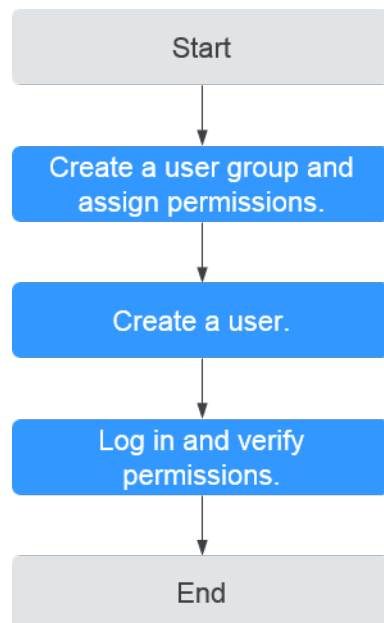 Start
Create a user group and
assign permissions.
Create a user.
Log in and verify
permissions.
End